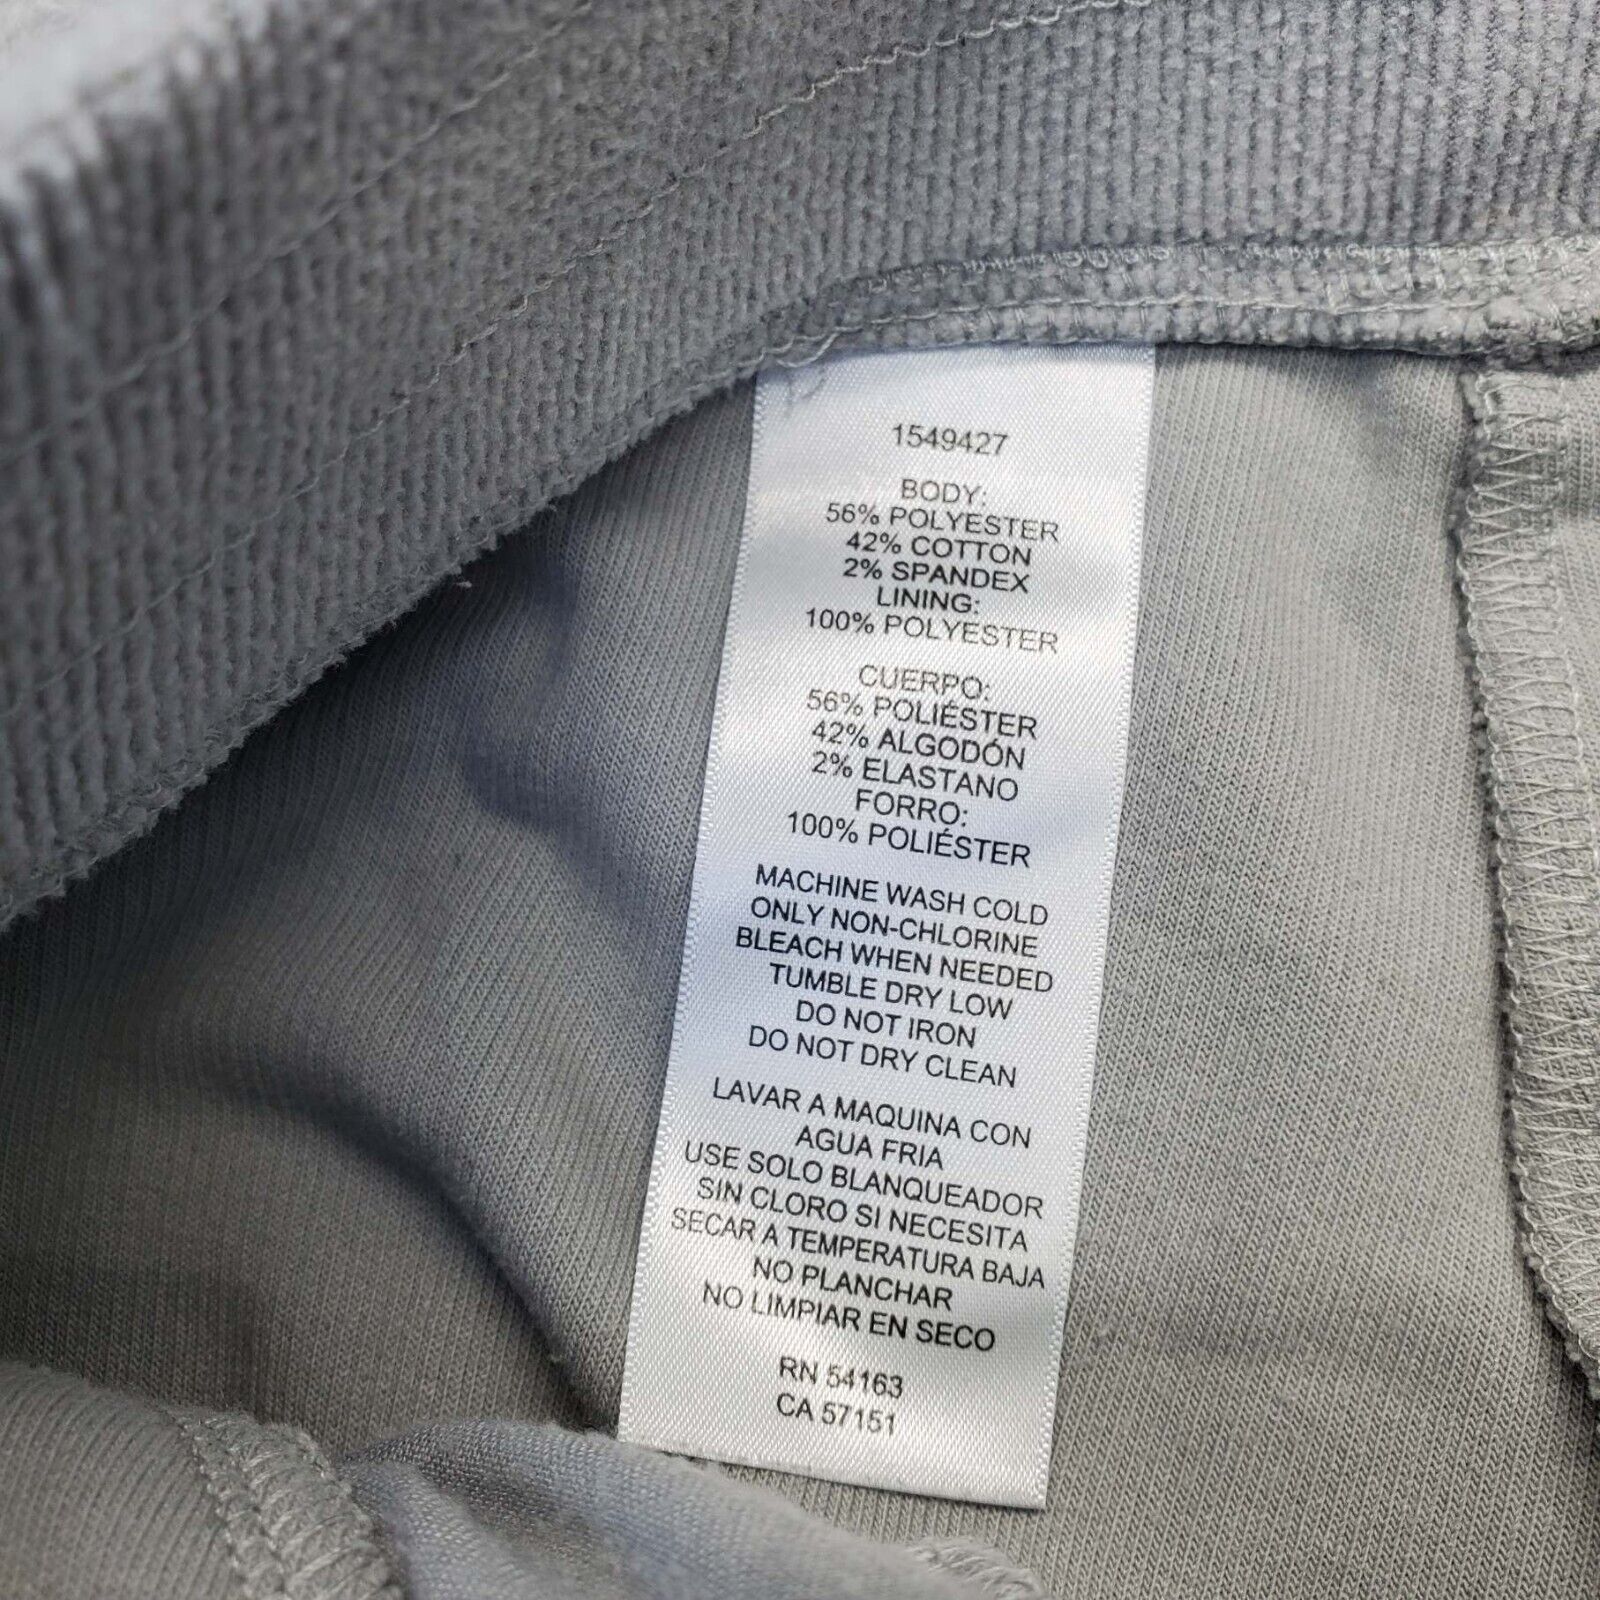 1549427
BODY:
56% POLYESTER
42% COTTON
2% SPANDEX
LINING:
100% POLYESTER
CUERPO:
56% POLIÉSTER
42% ALGODÓN
2% ELASTANO
FORRO:
100% POLIÉSTER
MACHINE WASH COLD
ONLY NON-CHLORINE
BLEACH WHEN NEEDED
TUMBLE DRY LOW
DO NOT IRON
DO NOT DRY CLEAN
LAVAR A MAQUINA CON
AGUA FRIA
USE SOLO BLANQUEADOR
SIN CLORO SI NECESITA
SECAR A TEMPERATURA BAJA
NO PLANCHAR
NO LIMPIAR EN SECO
RN 54163
CA 57151